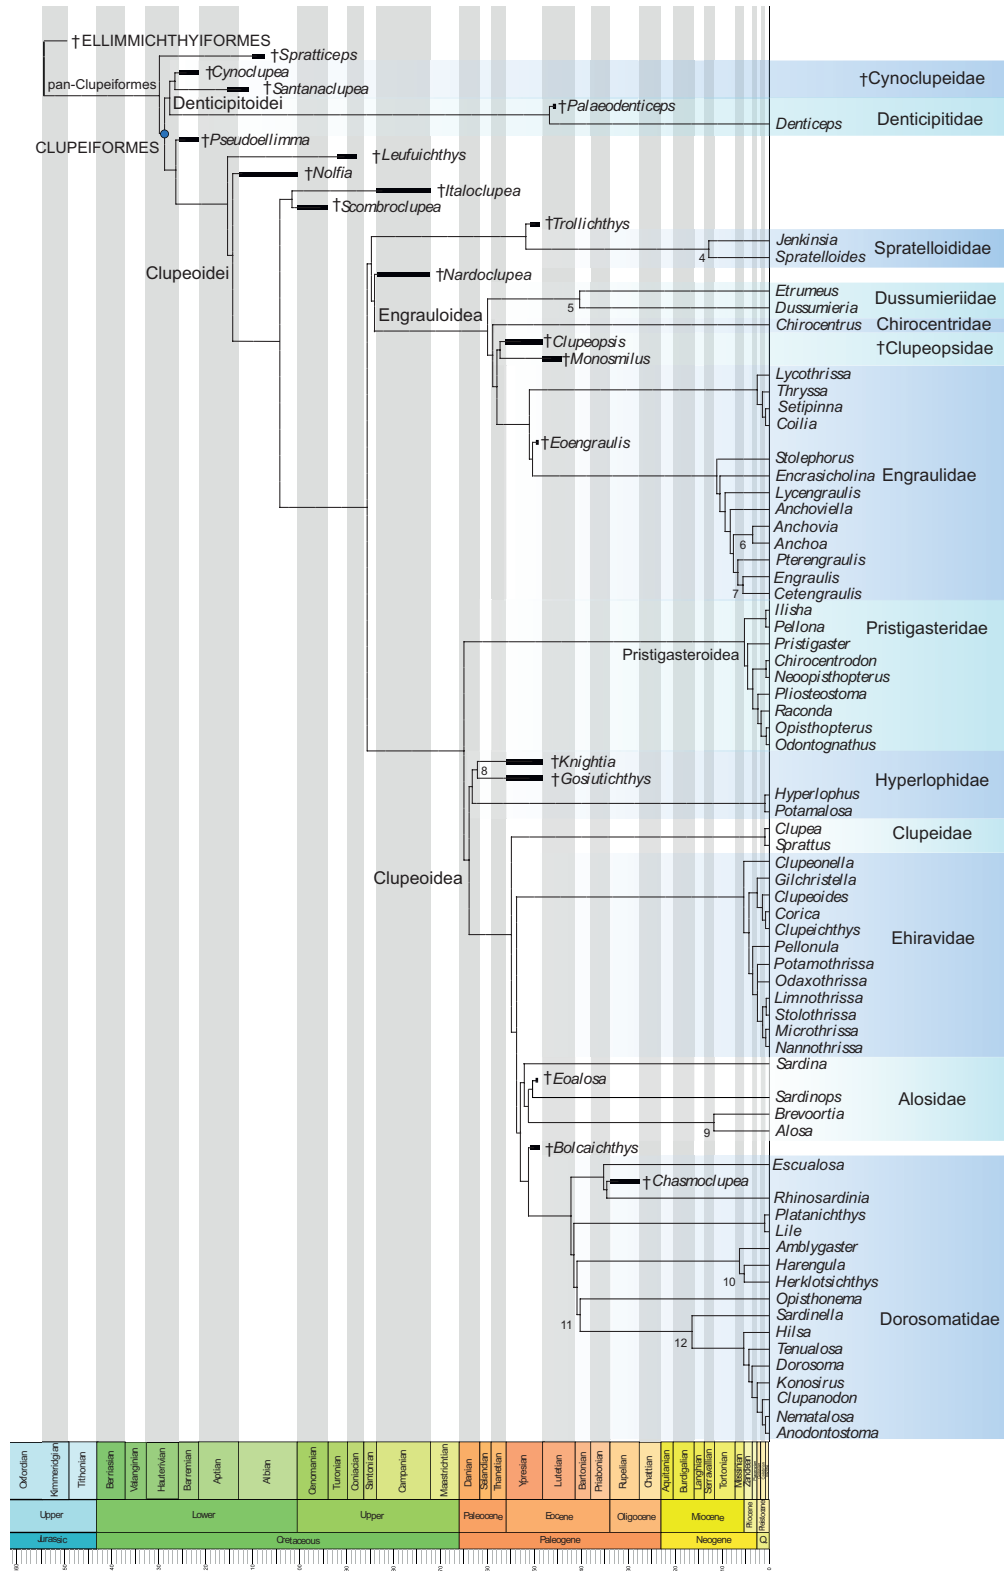 †ELLIMMICHTHYIFORMES
†Spratticeps
pan-Clupeiformes
†Cynoclupea
†Cynoclupeidae
†Santanaclupea
Denticipitoidei
†Palaeodenticeps
Denticeps
Denticipitidae
CLUPEIFORMES
†Pseudoellimma
†Leufuichthys
†Nolfia
†Italoclupea
†Scombroclupea
†Trollichthys
Jenkinsia
Spratelloididae
4
Spratelloides
Clupeoidei
†Nardoclupea
Etrumeus
Dussumieriidae
5
Dussumieria
Engrauloidea
Chirocentrus
Chirocentridae
†Clupeopsis
†Clupeopsidae
†Monosmilus
Lycothrissa
Thryssa
Setipinna
Coilia
†Eoengraulis
Stolephorus
Encrasicholina
Engraulidae
Lycengraulis
Anchoviella
Anchovia
6
Anchoa
Pterengraulis
Engraulis
7
Cetengraulis
Ilisha
Pellona
Pristigasteridae
Pristigaster
Pristigasteroidea
Chirocentrodon
Neoopisthopterus
Pliosteostoma
Raconda
Opisthopterus
Odontognathus
†Knightia
8
†Gosiutichthys
Hyperlophidae
Hyperlophus
Potamalosa
Clupea
Clupeidae
Sprattus
Clupeonella
Clupeoidea
Gilchristella
Clupeoides
Corica
Clupeichthys
Ehiravidae
Pellonula
Potamothrissa
Odaxothrissa
Limnothrissa
Stolothrissa
Microthrissa
Nannothrissa
Sardina
†Eoalosa
Sardinops
Alosidae
Brevoortia
9
Alosa
†Bolcaichthys
Escualosa
†Chasmoclupea
Rhinosardinia
Platanichthys
Lile
Amblygaster
Harengula
10
Herklotsichthys
Opisthonema
Sardinella
Dorosomatidae
11
Hilsa
12
Tenualosa
Dorosoma
Konosirus
Clupanodon
Nematalosa
Anodontostoma
Oxfordian
Kimmeridgian
Tithonian
Berriasian
Valanginian
Hauterivian
Barremian
Aptian
Albian
Cenomanian
Turonian
Coniacian
Santonian
Campanian
Maastrichtian
Danian
Selandian
Thanetian
Ypresian
Lutetian
Bartonian
Priabonian
Rupelian
Chattian
Aquitanian
Burdigalian
Langhian
Serravallian
Tortonian
Messinian
Zanclean
Upper
Lower
Upper
Paleocene
Eocene
Oligocene
Miocene
Pliocene
Pleistocene
Jurassic
Cretaceous
Paleogene
Neogene
Q.